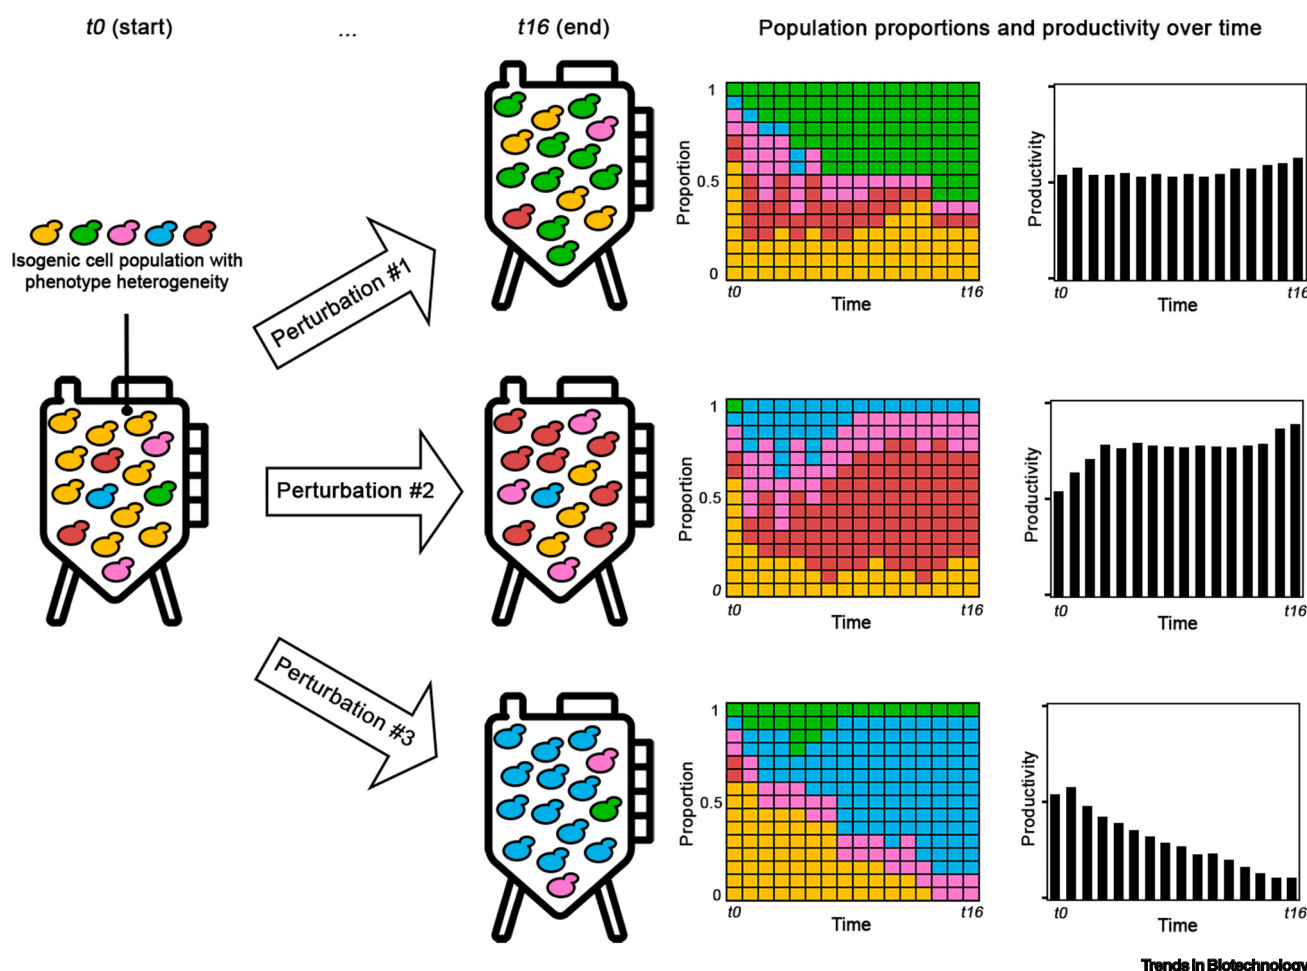 t0 (start)
...
t16 (end)
Population proportions and productivity over time
Isogenic cell population with
phenotype heterogeneity
Perturbation #1
Proportion
1
0.5
0
t0
t16
Time
Productivity
t0
t16
Time
Perturbation #2
Proportion
1
0.5
0
t0
t16
Time
Productivity
t0
t16
Time
Perturbation #3
Proportion
1
0.5
0
t0
t16
Time
Productivity
t0
t16
Time
Trends in Biotechnology